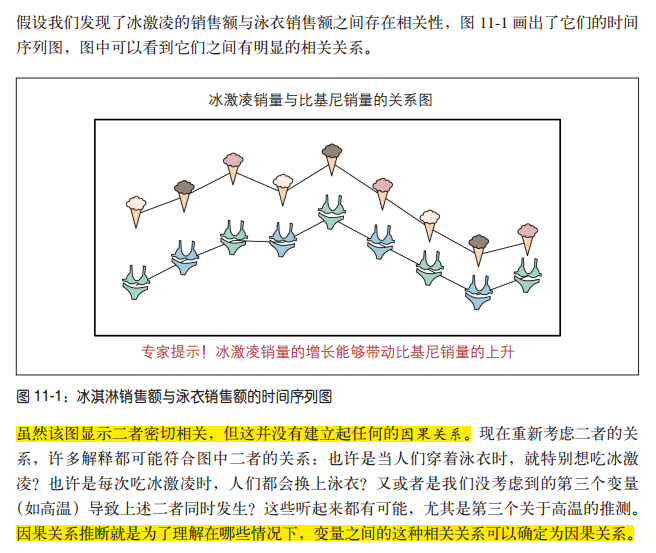 假设我们发现了冰激凌的销售额与泳衣销售额之间存在相关性，图 11-1 画出了它们的时间
序列图，图中可以看到它们之间有明显的相关关系。
冰激凌销量与比基尼销量的关系图
专家提示！冰激凌销量的增长能够带动比基尼销量的上升
图 11-1：冰淇淋销售额与泳衣销售额的时间序列图
虽然该图显示二者密切相关，但这并没有建立起任何的因果关系。现在重新考虑二者的关
系，许多解释都可能符合图中二者的关系：也许是当人们穿着泳衣时，就特别想吃冰激
凌？也许是每次吃冰激凌时，人们都会换上泳衣？又或者是我们没考虑到的第三个变量
（如高温）导致上述二者同时发生？这些听起来都有可能，尤其是第三个关于高温的推测。
因果关系推断就是为了理解在哪些情况下，变量之间的这种相关关系可以确定为因果关系。